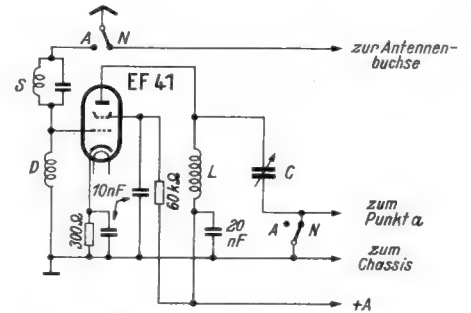 A N
zur Antennen-
buchse
S
EF 41
D
10nF
60kΩ
L
C
300Ω
20
nF
A N
zum
Punkt a
zum
Chassis
+A